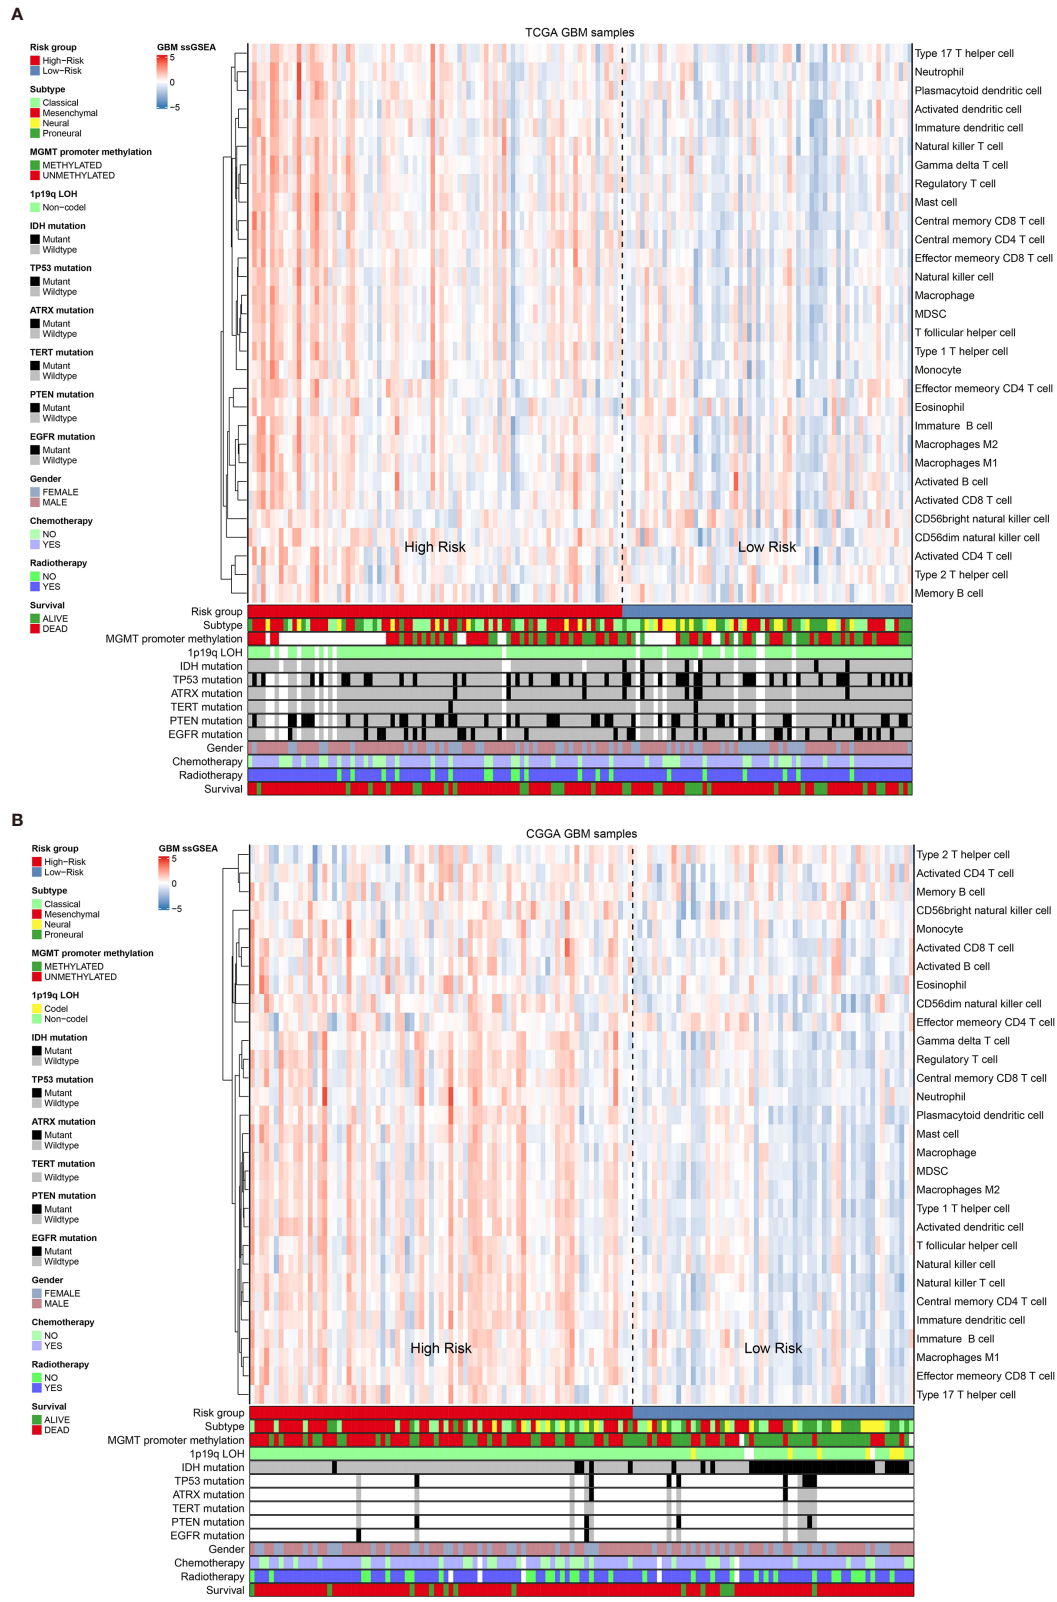 A
TCGA GBM samples
Risk group
High−Risk
Low−Risk
Subtype
Classical
Mesenchymal
Neural
Proneural
MGMT promoter methylation
METHYLATED
UNMETHYLATED
1p19q LOH
Non−codel
IDH mutation
Mutant
Wildtype
TP53 mutation
Mutant
Wildtype
ATRX mutation
Mutant
Wildtype
TERT mutation
Mutant
Wildtype
PTEN mutation
Mutant
Wildtype
EGFR mutation
Mutant
Wildtype
Gender
FEMALE
MALE
Chemotherapy
NO
YES
Radiotherapy
NO
YES
Survival
ALIVE
DEAD
GBM ssGSEA
5
0
−5
Type 17 T helper cell
Neutrophil
Plasmacytoid dendritic cell
Activated dendritic cell
Immature dendritic cell
Natural killer T cell
Gamma delta T cell
Regulatory T cell
Mast cell
Central memory CD8 T cell
Central memory CD4 T cell
Effector memeory CD8 T cell
Natural killer cell
Macrophage
MDSC
T follicular helper cell
Type 1 T helper cell
Monocyte
Effector memeory CD4 T cell
Eosinophil
Immature B cell
Macrophages M2
Macrophages M1
Activated B cell
Activated CD8 T cell
CD56bright natural killer cell
CD56dim natural killer cell
Activated CD4 T cell
Type 2 T helper cell
Memory B cell
High Risk
Low Risk
Risk group
Subtype
MGMT promoter methylation
1p19q LOH
IDH mutation
TP53 mutation
ATRX mutation
TERT mutation
PTEN mutation
EGFR mutation
Gender
Chemotherapy
Radiotherapy
Survival
B
CGGA GBM samples
Risk group
High−Risk
Low−Risk
Subtype
Classical
Mesenchymal
Neural
Proneural
MGMT promoter methylation
METHYLATED
UNMETHYLATED
1p19q LOH
Codel
Non−codel
IDH mutation
Mutant
Wildtype
TP53 mutation
Mutant
Wildtype
ATRX mutation
Mutant
Wildtype
TERT mutation
Wildtype
PTEN mutation
Mutant
Wildtype
EGFR mutation
Mutant
Wildtype
Gender
FEMALE
MALE
Chemotherapy
NO
YES
Radiotherapy
NO
YES
Survival
ALIVE
DEAD
GBM ssGSEA
5
0
−5
Type 2 T helper cell
Activated CD4 T cell
Memory B cell
CD56bright natural killer cell
Monocyte
Activated CD8 T cell
Activated B cell
Eosinophil
CD56dim natural killer cell
Effector memeory CD4 T cell
Gamma delta T cell
Regulatory T cell
Central memory CD8 T cell
Neutrophil
Plasmacytoid dendritic cell
Mast cell
Macrophage
MDSC
Macrophages M2
Type 1 T helper cell
Activated dendritic cell
T follicular helper cell
Natural killer cell
Natural killer T cell
Central memory CD4 T cell
Immature dendritic cell
Immature B cell
Macrophages M1
Effector memeory CD8 T cell
Type 17 T helper cell
High Risk
Low Risk
Risk group
Subtype
MGMT promoter methylation
1p19q LOH
IDH mutation
TP53 mutation
ATRX mutation
TERT mutation
PTEN mutation
EGFR mutation
Gender
Chemotherapy
Radiotherapy
Survival